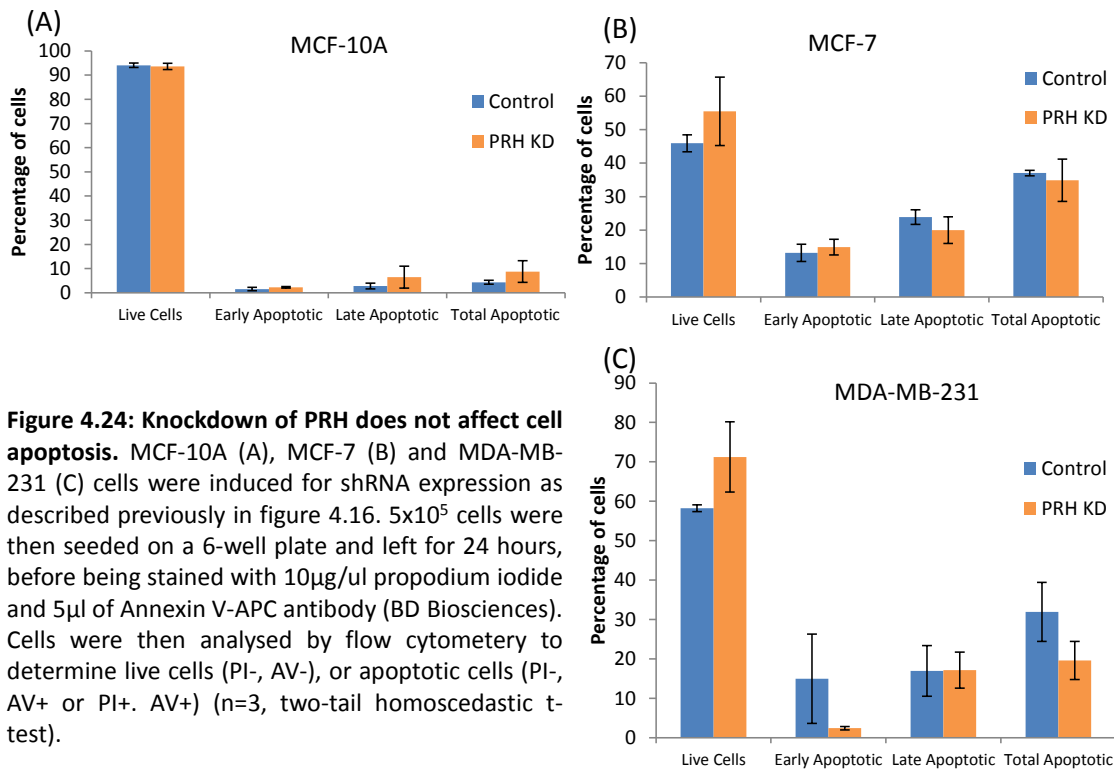 (A)
MCF-10A
Percentage of cells
100
90
80
70
60
50
40
30
20
10
0
Live Cells Early Apoptotic Late Apoptotic Total Apoptotic
Control
PRH KD
(B)
MCF-7
Percentage of cells
70
60
50
40
30
20
10
0
Live Cells Early Apoptotic Late Apoptotic Total Apoptotic
Control
PRH KD
(C)
MDA-MB-231
Percentage of cells
90
80
70
60
50
40
30
20
10
0
Live Cells Early Apoptotic Late Apoptotic Total Apoptotic
Control
PRH KD
Figure 4.24: Knockdown of PRH does not affect cell
apoptosis. MCF-10A (A), MCF-7 (B) and MDA-MB-
231 (C) cells were induced for shRNA expression as
described previously in figure 4.16. 5x10⁵ cells were
then seeded on a 6-well plate and left for 24 hours,
before being stained with 10µg/ul propodium iodide
and 5µl of Annexin V-APC antibody (BD Biosciences).
Cells were then analysed by flow cytometery to
determine live cells (PI-, AV-), or apoptotic cells (PI-,
AV+ or PI+. AV+) (n=3, two-tail homoscedastic t-
test).